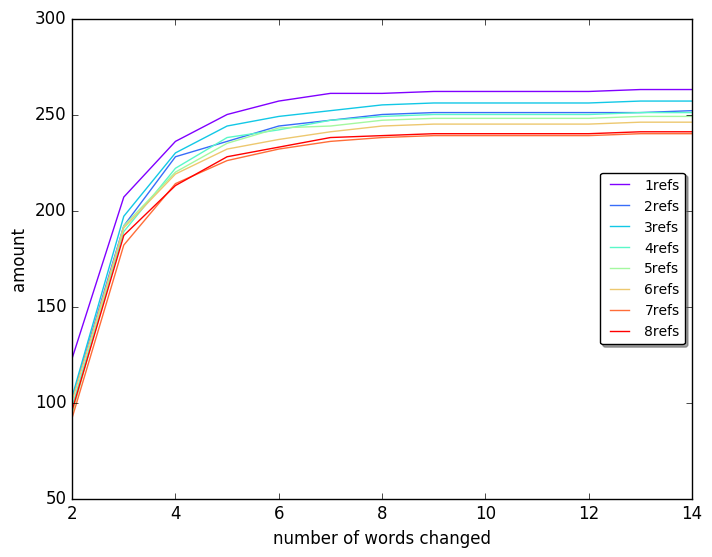 300
250
200
150
100
50
amount
2 4 6 8 10 12 14
number of words changed
1refs
2refs
3refs
4refs
5refs
6refs
7refs
8refs